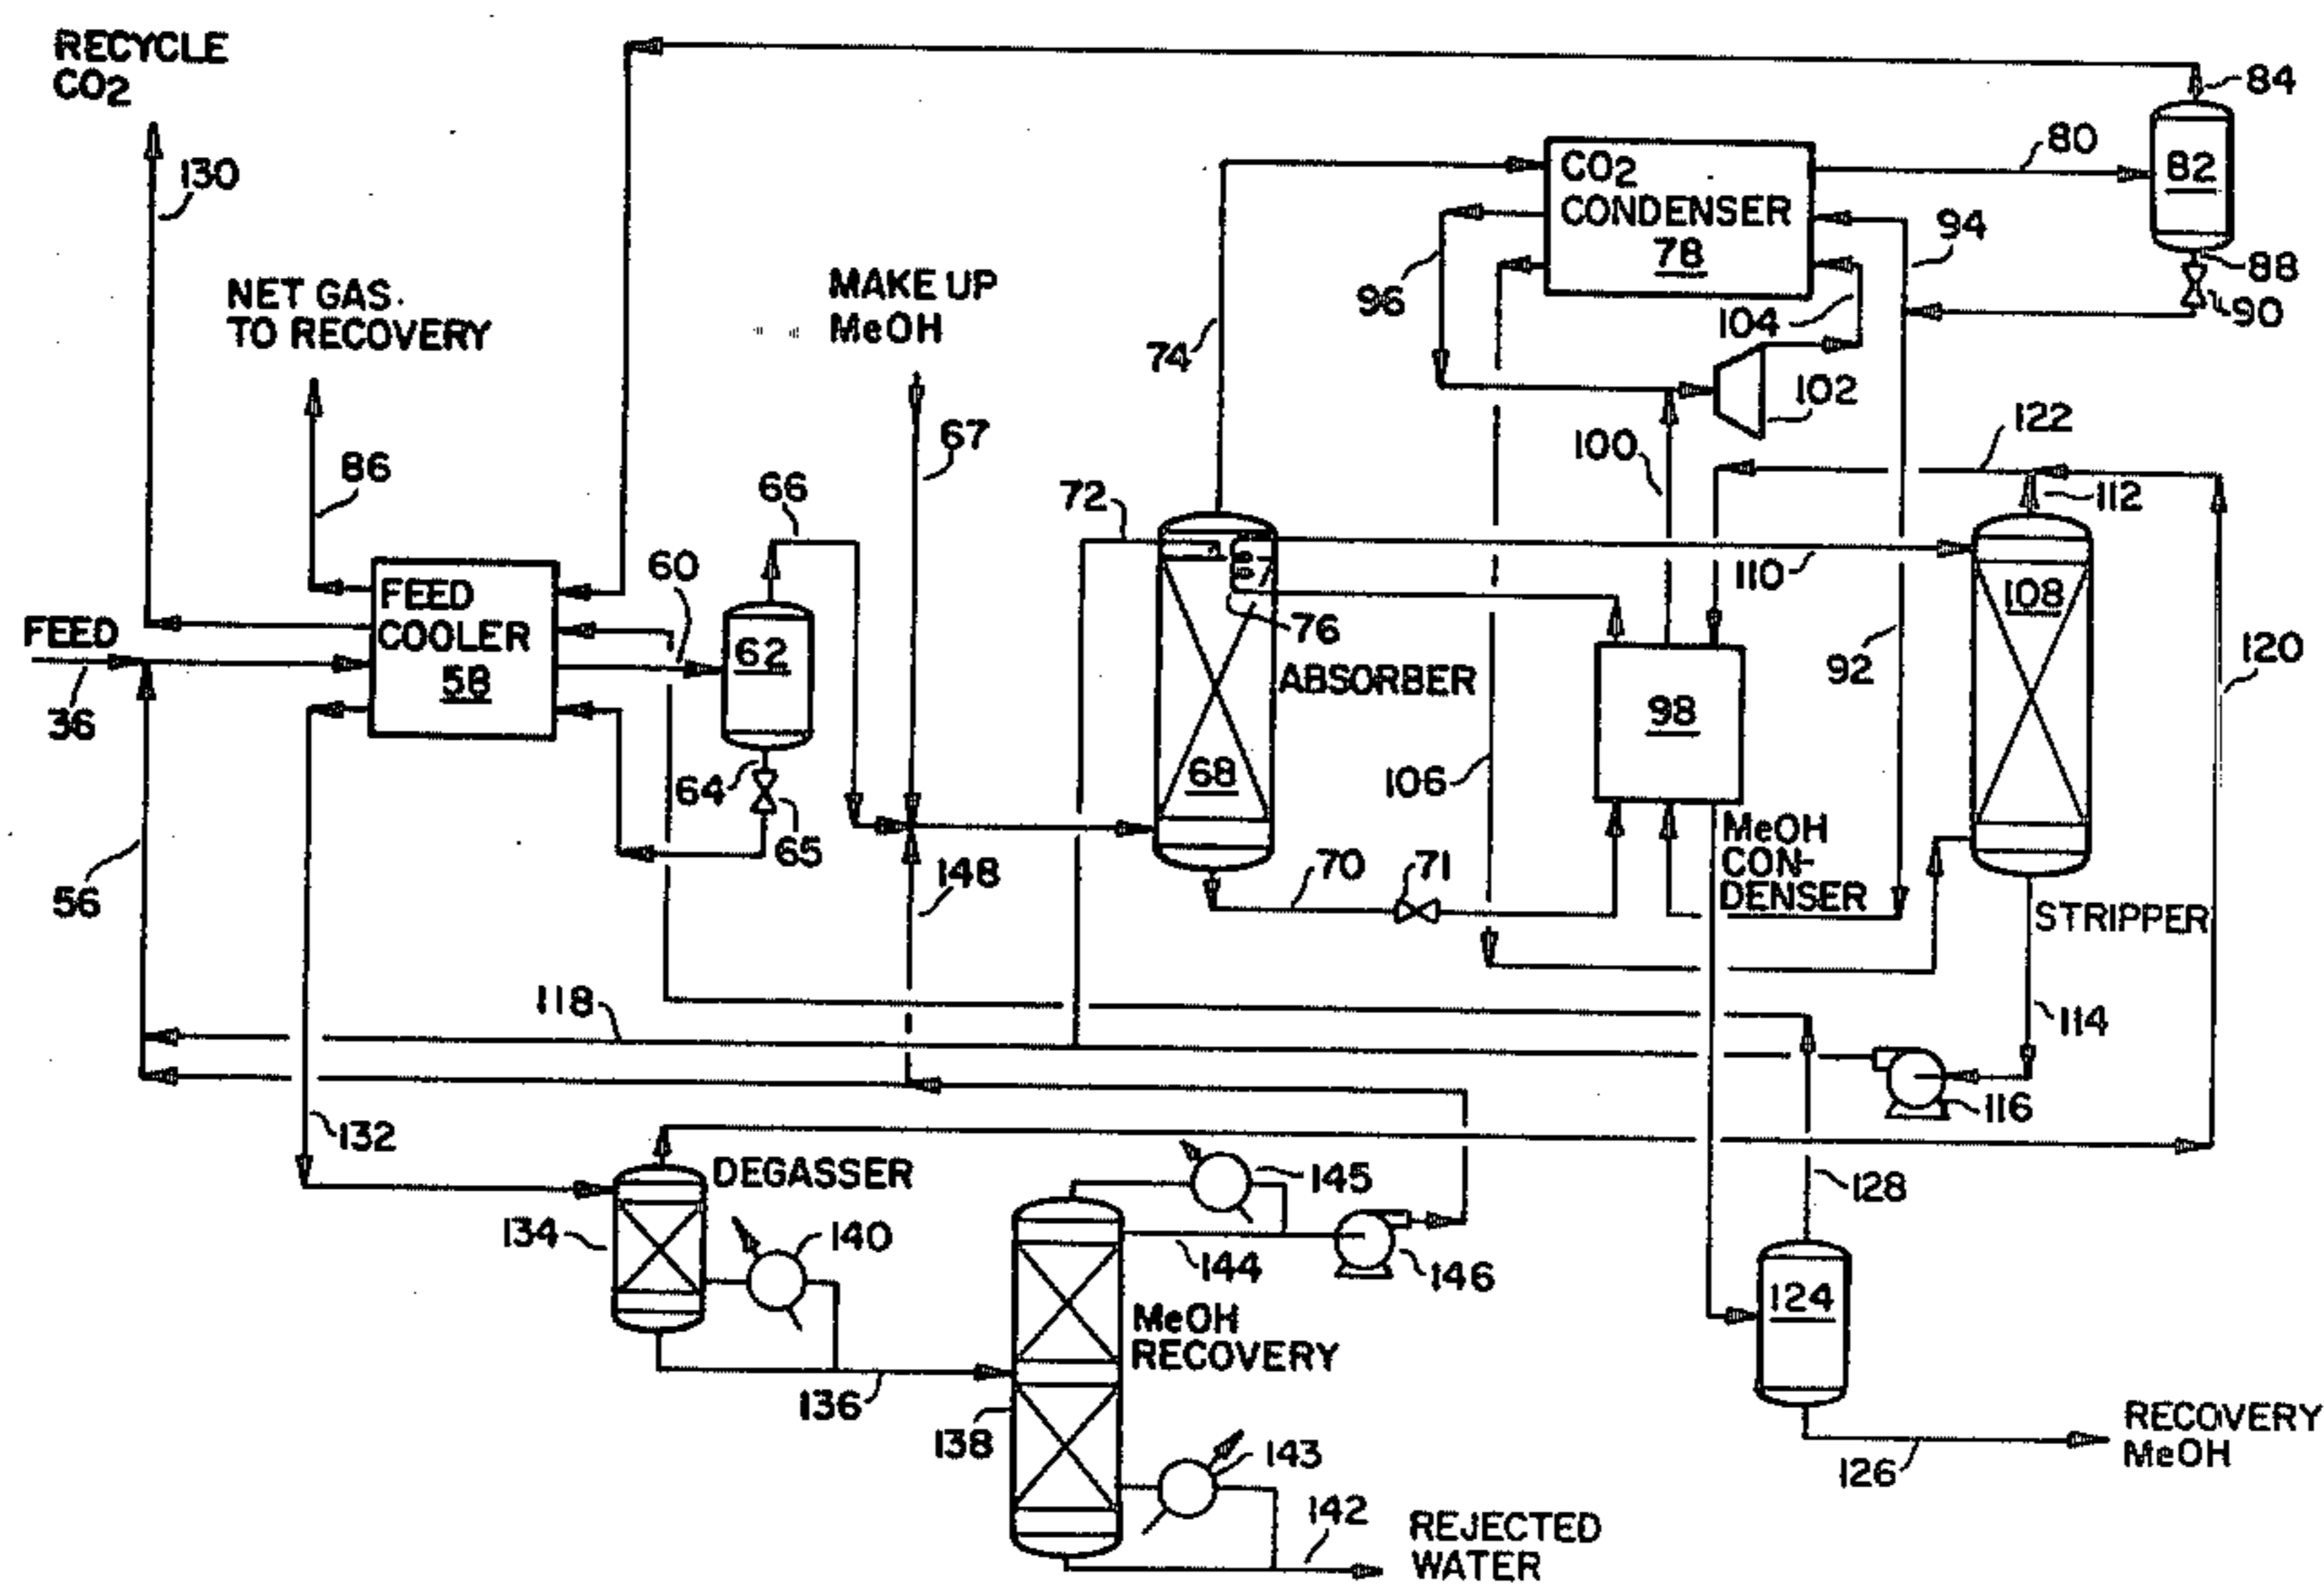 RECYCLE
CO2
84
80
82
130
CO2
CONDENSER
78
94
88
90
96
104
NET GAS
TO RECOVERY
MAKE UP
MeOH
74
102
67
100
122
86
66
72
112
60
110
108
FEED
FEED
COOLER
58
62
76
ABSORBER
92
120
36
98
68
106
64
65
MeOH
CON-
DENSER
70
71
148
56
STRIPPER
118
114
116
132
DEGASSER
145
128
134
140
144
146
124
MeOH
RECOVERY
136
138
143
RECOVERY
MeOH
126
142
REJECTED
WATER